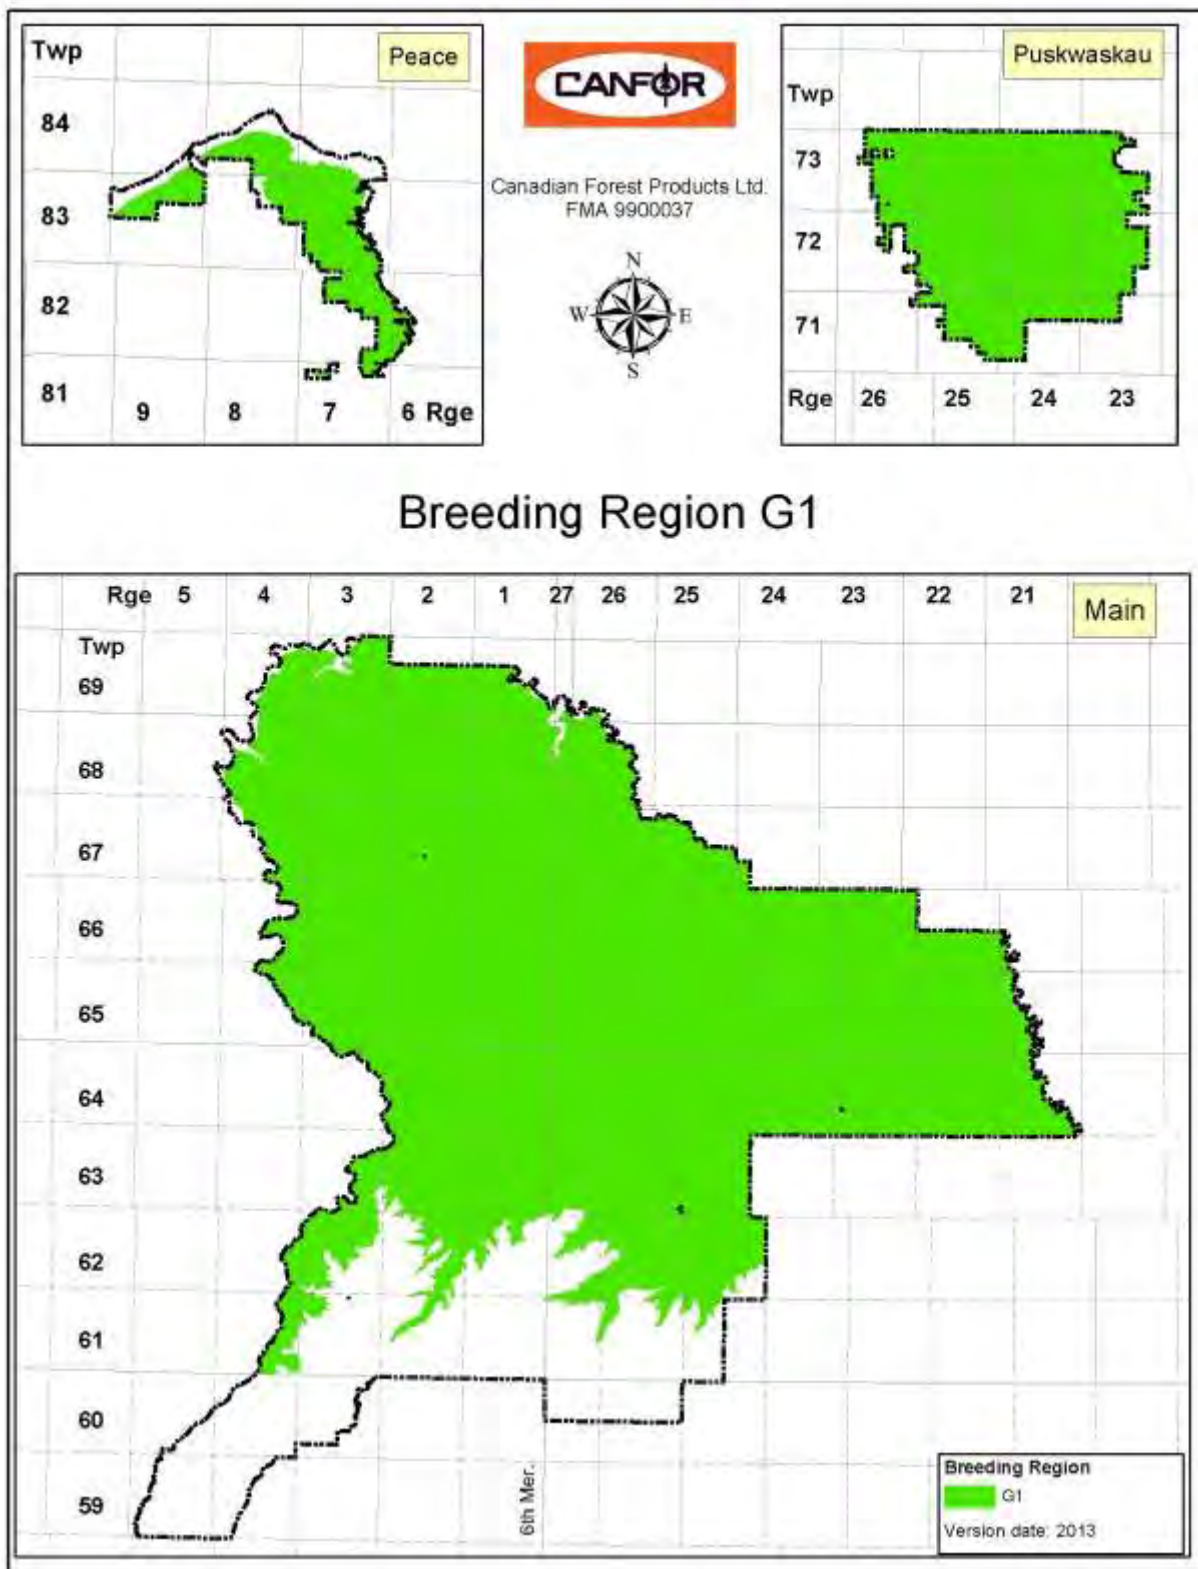 Twp
Peace
84
83
82
81
9 8 7 6 Rge
CANFOR
Canadian Forest Products Ltd.
FMA 9900037
N
W E
S
Puskwaskau
Twp
73
72
71
Rge 26 25 24 23
Breeding Region G1
Rge 5 4 3 2 1 27 26 25 24 23 22 21
Main
Twp
69
68
67
66
65
64
63
62
61
60
59
6th Mer.
Breeding Region
G1
Version date: 2013